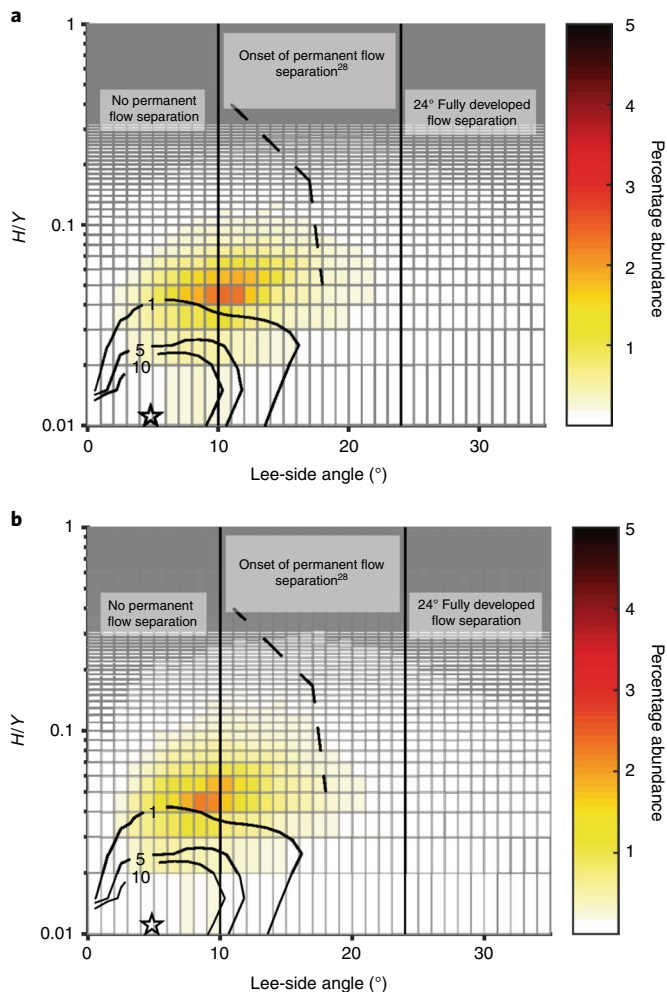 a
1
Onset of permanent flow
separation28
No permanent
flow separation
24° Fully developed
flow separation
H/Y
0.1
1
5
10
0.01
0
10
20
30
Lee-side angle (°)
5
4
3
2
1
Percentage abundance
b
1
Onset of permanent flow
separation28
No permanent
flow separation
24° Fully developed
flow separation
H/Y
0.1
1
5
10
0.01
0
10
20
30
Lee-side angle (°)
5
4
3
2
1
Percentage abundance